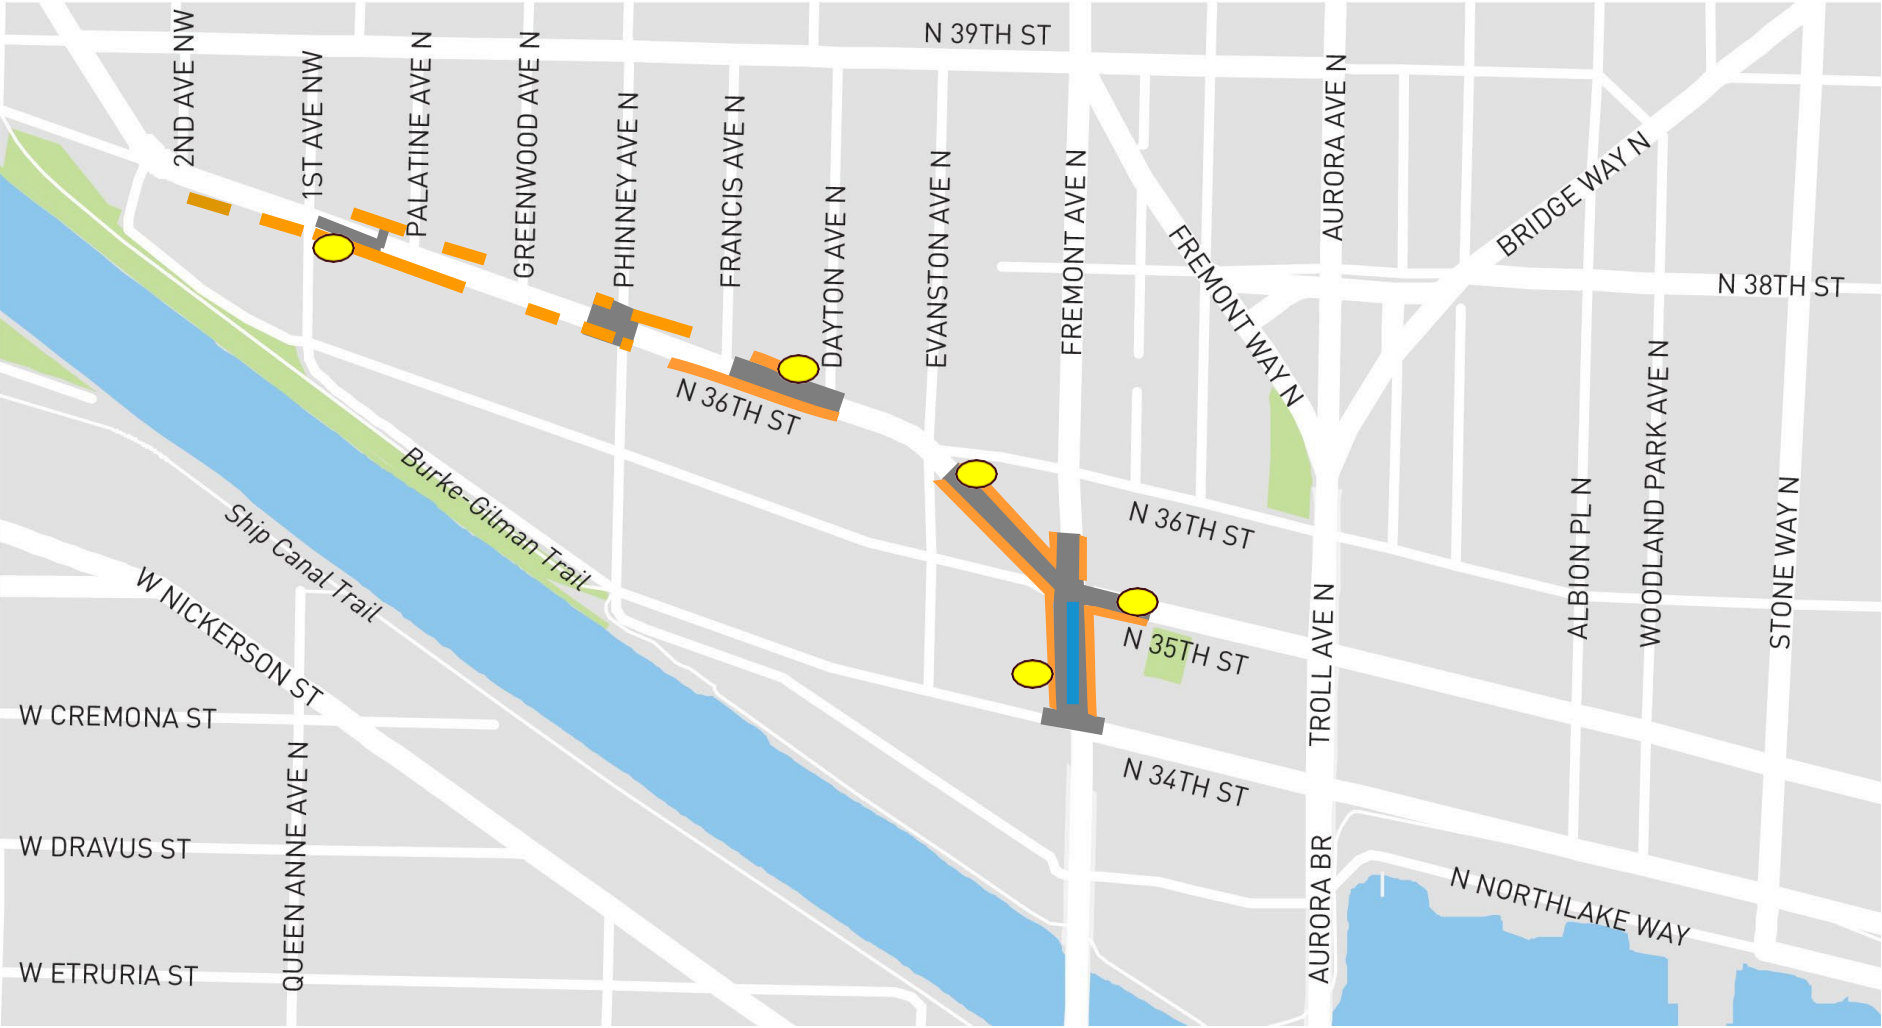 N 39TH ST
2ND AVE NW
1ST AVE NW
PALATINE AVE N
GREENWOOD AVE N
PHINNEY AVE N
FRANCIS AVE N
DAYTON AVE N
EVANSTON AVE N
FREMONT AVE N
FREMONT WAY N
AURORA AVE N
BRIDGE WAY N
N 38TH ST
N 36TH ST
N 36TH ST
ALBION PL N
WOODLAND PARK AVE N
STONE WAY N
Burke-Gilman Trail
Ship Canal Trail
W NICKERSON ST
N 35TH ST
TROLL AVE N
W CREMONA ST
QUEEN ANNE AVE N
N 34TH ST
W DRAVUS ST
AURORA BR
N NORTHLAKE WAY
W ETRURIA ST